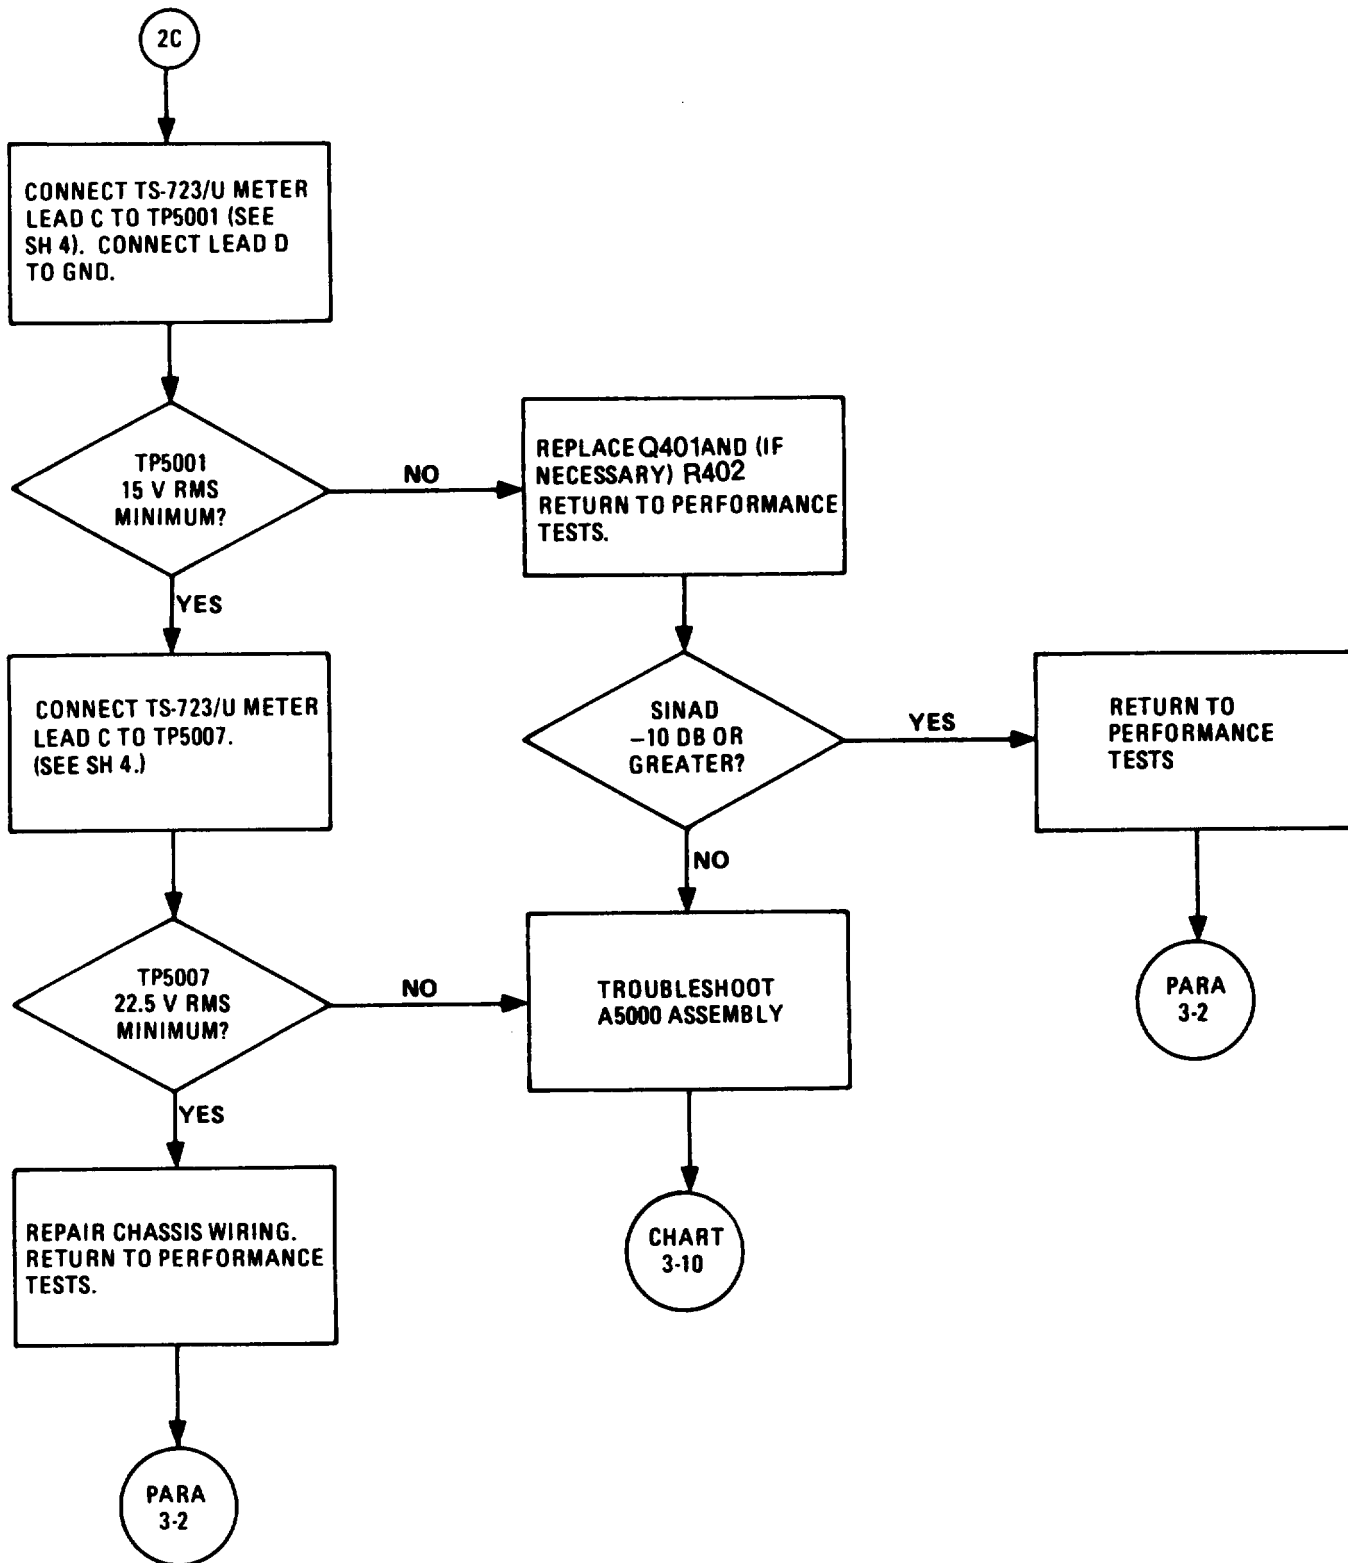 2C
CONNECT TS-723/U METER
LEAD C TO TP5001 (SEE
SH 4). CONNECT LEAD D
TO GND.
TP5001
15 V RMS
MINIMUM?
NO
REPLACE Q401AND (IF
NECESSARY) R402
RETURN TO PERFORMANCE
TESTS.
YES
CONNECT TS-723/U METER
LEAD C TO TP5007.
(SEE SH 4.)
SINAD
–10 DB OR
GREATER?
YES
RETURN TO
PERFORMANCE
TESTS
NO
TP5007
22.5 V RMS
MINIMUM?
NO
TROUBLESHOOT
A5000 ASSEMBLY
PARA
3-2
YES
REPAIR CHASSIS WIRING.
RETURN TO PERFORMANCE
TESTS.
CHART
3-10
PARA
3-2